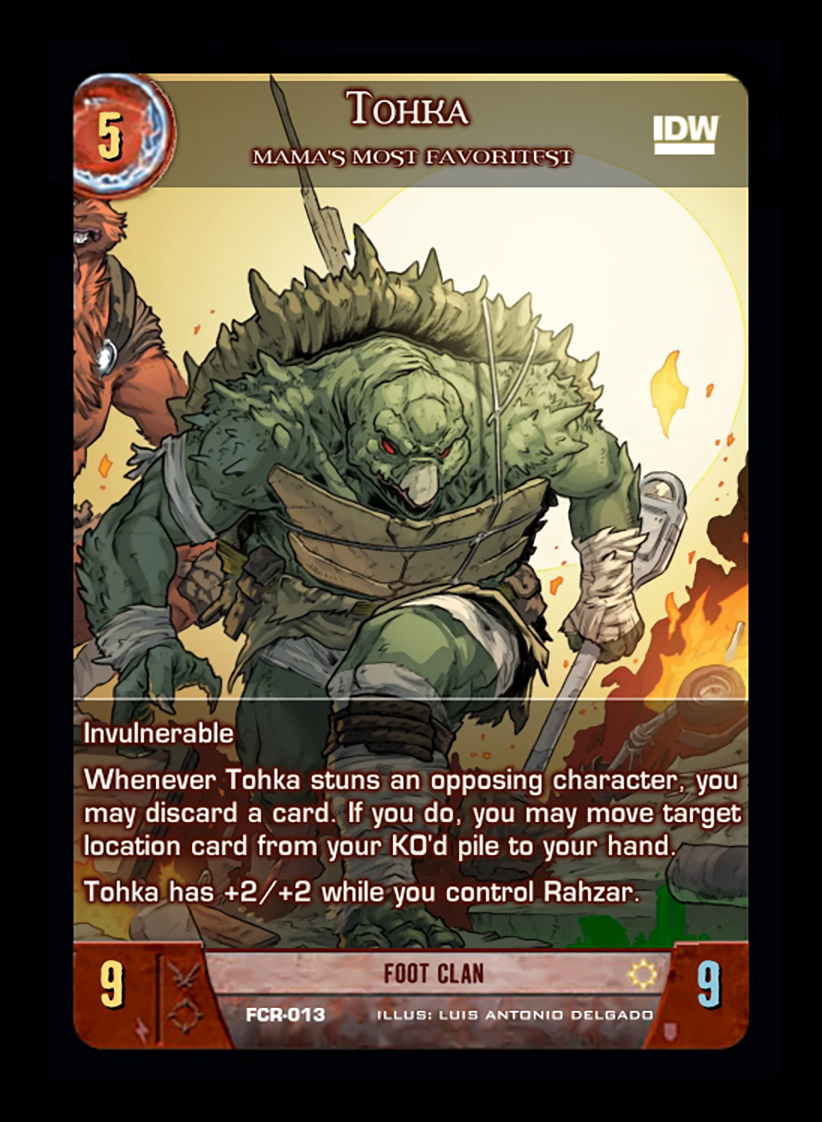 5
Tohka
IDW
Mama's Most Favoritest
Invulnerable
Whenever Tohka stuns an opposing character, you
may discard a card. If you do, you may move target
location card from your KO'd pile to your hand.
Tohka has +2/+2 while you control Rahzar.
9
FOOT CLAN
9
FCR-013 ILLUS: LUIS ANTONIO DELGADO